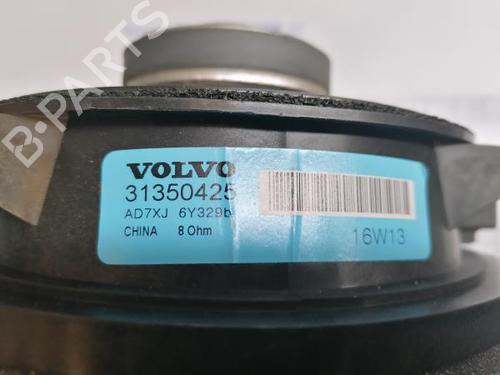 B-PARTS
VOLVO
31350425
AD7XJ 6Y329b
CHINA 8 Ohm
16W13